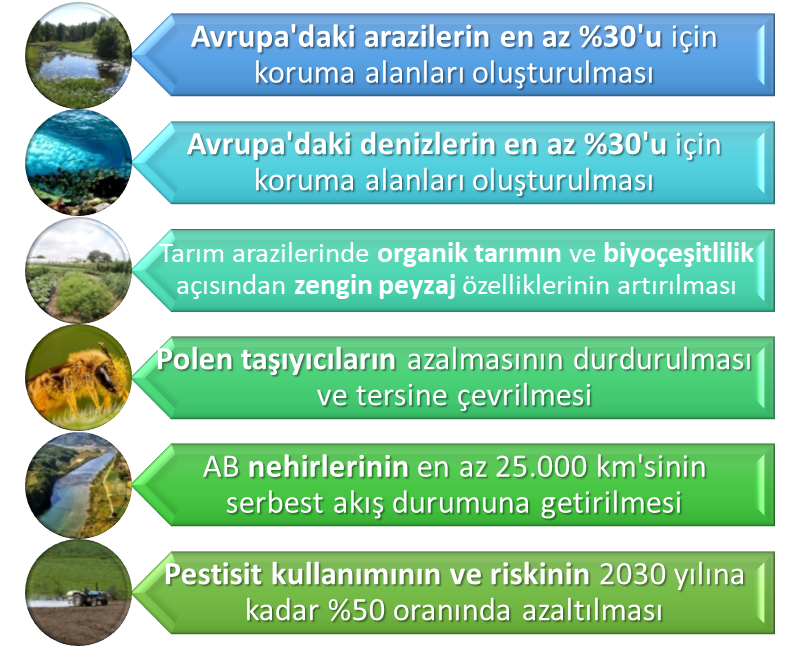 Avrupa'daki arazilerin en az %30'u için
koruma alanları oluşturulması
Avrupa'daki denizlerin en az %30'u için
koruma alanları oluşturulması
Tarım arazilerinde organik tarımın ve biyoçeşitlilik
açısından zengin peyzaj özelliklerinin artırılması
Polen taşıyıcıların azalmasının durdurulması
ve tersine çevrilmesi
AB nehirlerinin en az 25.000 km'sinin
serbest akış durumuna getirilmesi
Pestisit kullanımının ve riskinin 2030 yılına
kadar %50 oranında azaltılması